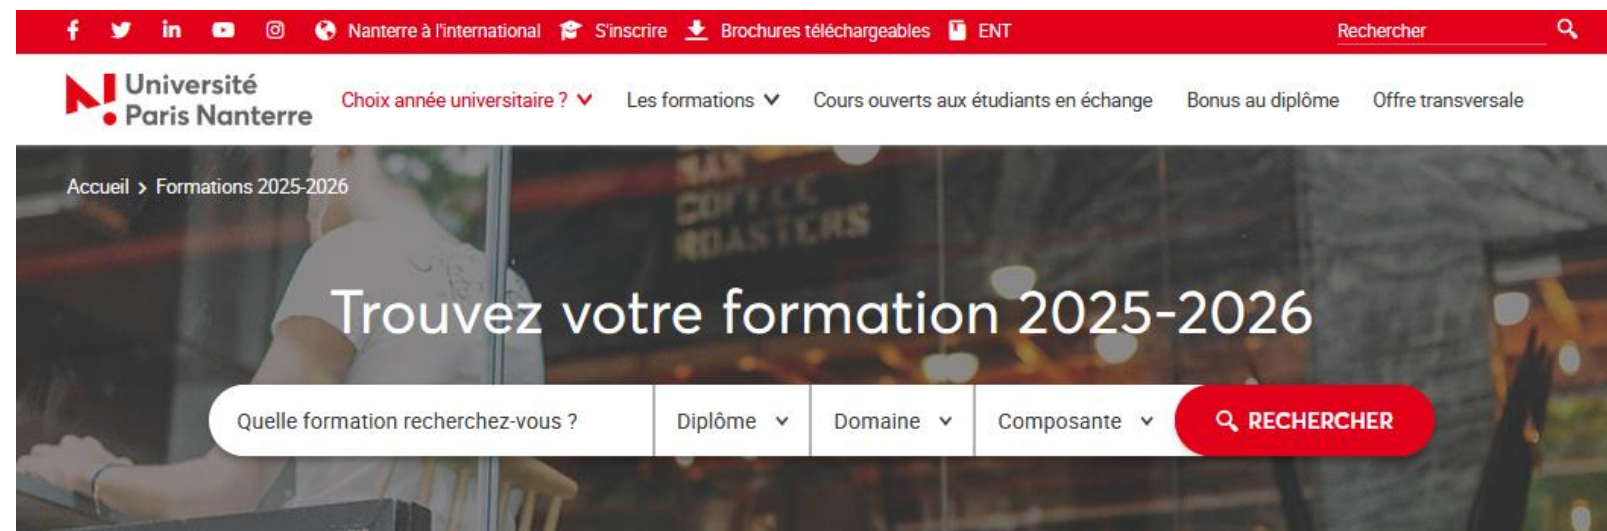 Nanterre à l'international S'inscrire Brochures téléchargeables ENT Rechercher
Université
Paris Nanterre
Choix année universitaire ? Les formations Cours ouverts aux étudiants en échange Bonus au diplôme Offre transversale
Accueil > Formations 2025-2026
COFFEE
ROASTERS
Trouvez votre formation 2025-2026
Quelle formation recherchez-vous ? Diplôme Domaine Composante RECHERCHER